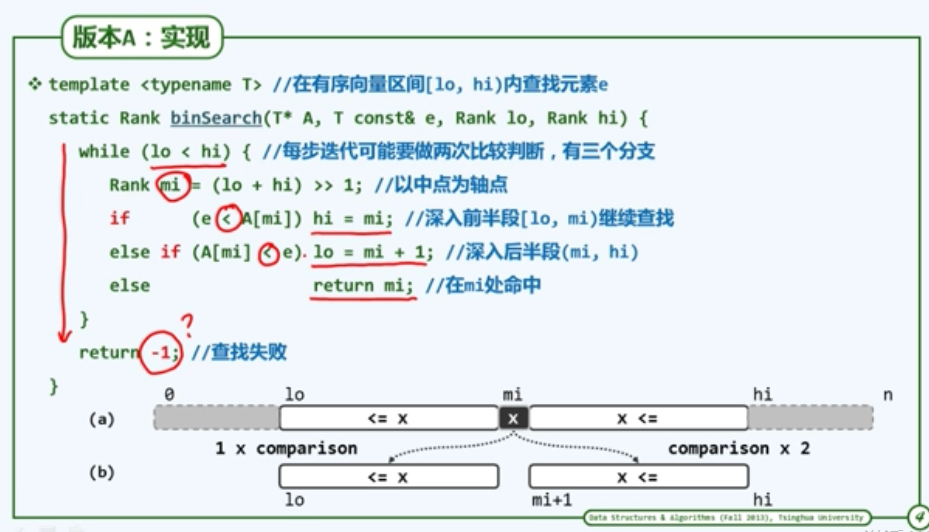 版本A：实现
❖ template <typename T> //在有序向量区间[lo, hi)内查找元素e
static Rank binSearch(T* A, T const& e, Rank lo, Rank hi) {
while (lo < hi) { //每步迭代可能要做两次比较判断，有三个分支
Rank mi = (lo + hi) >> 1; //以中点为轴点
if (e < A[mi]) hi = mi; //深入前半段[lo, mi)继续查找
else if (A[mi] < e) lo = mi + 1; //深入后半段(mi, hi)
else return mi; //在mi处命中
}
?
return -1; //查找失败
}
0 lo mi hi n
(a) <= x x x <=
1 x comparison comparison x 2
(b) <= x x <=
lo mi+1 hi
Data Structures & Algorithms (Fall 2013), Tsinghua University
4